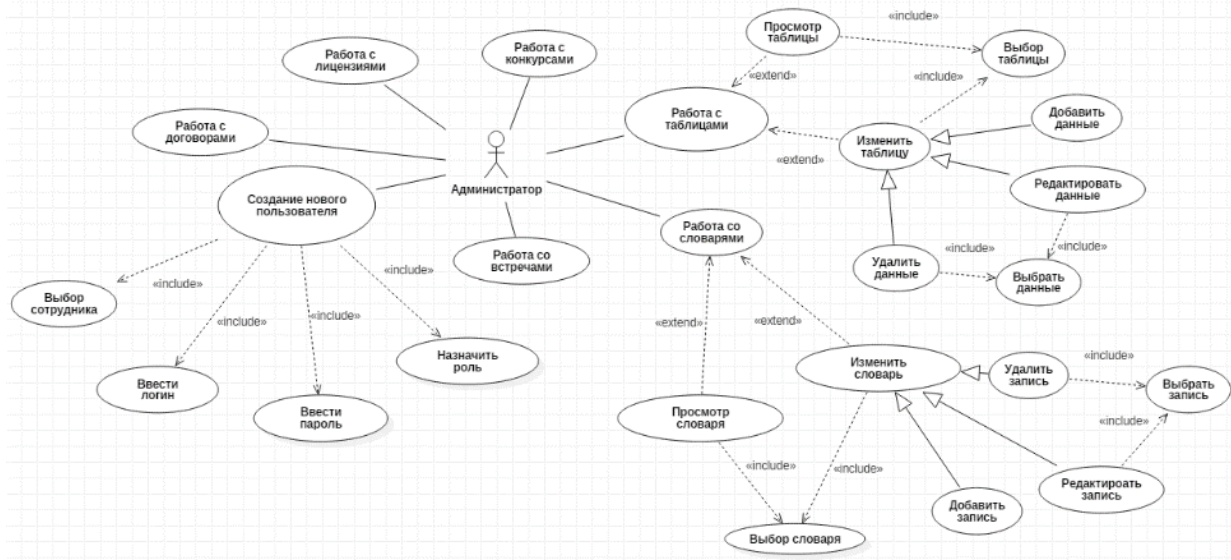 Просмотр
таблицы
«include»
Выбор
таблицы
Работа с
лицензиями
Работа с
конкурсами
«extend»
«include»
Работа с
договорами
Работа с
таблицами
Добавить
данные
Изменить
таблицу
«extend»
Администратор
Редактировать
данные
Создание нового
пользователя
Работа со
словарями
«include»
«include»
Работа со
встречами
Удалить
данные
Выбрать
данные
«include»
«include»
Выбор
сотрудника
«include»
«include»
«extend»
«extend»
Назначить
роль
Изменить
словарь
Удалить
запись
«include»
Выбрать
запись
Ввести
логин
Ввести
пароль
Просмотр
словаря
«include»
«include»
«include»
Редактироать
запись
Добавить
запись
Выбор словаря